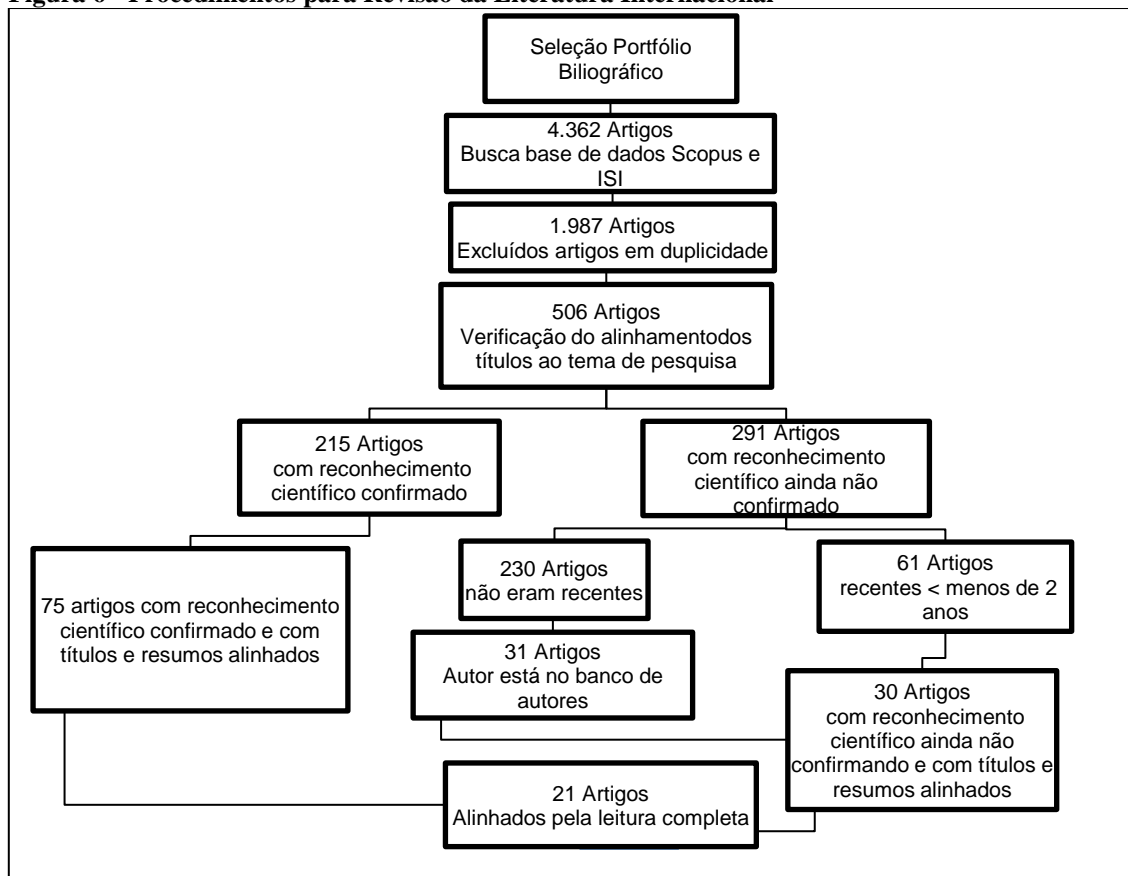 Figura 6 - Procedimentos para Revisão da Literatura Internacional
Seleção Portfólio
Biliográfico
4.362 Artigos
Busca base de dados Scopus e
ISI
1.987 Artigos
Excluídos artigos em duplicidade
506 Artigos
Verificação do alinhamentodos
títulos ao tema de pesquisa
215 Artigos
com reconhecimento
científico confirmado
291 Artigos
com reconhecimento
científico ainda não
confirmado
230 Artigos
não eram recentes
61 Artigos
recentes < menos de 2
anos
75 artigos com reconhecimento
científico confirmado e com
títulos e resumos alinhados
31 Artigos
Autor está no banco de
autores
30 Artigos
com reconhecimento
científico ainda não
confirmando e com títulos e
resumos alinhados
21 Artigos
Alinhados pela leitura completa